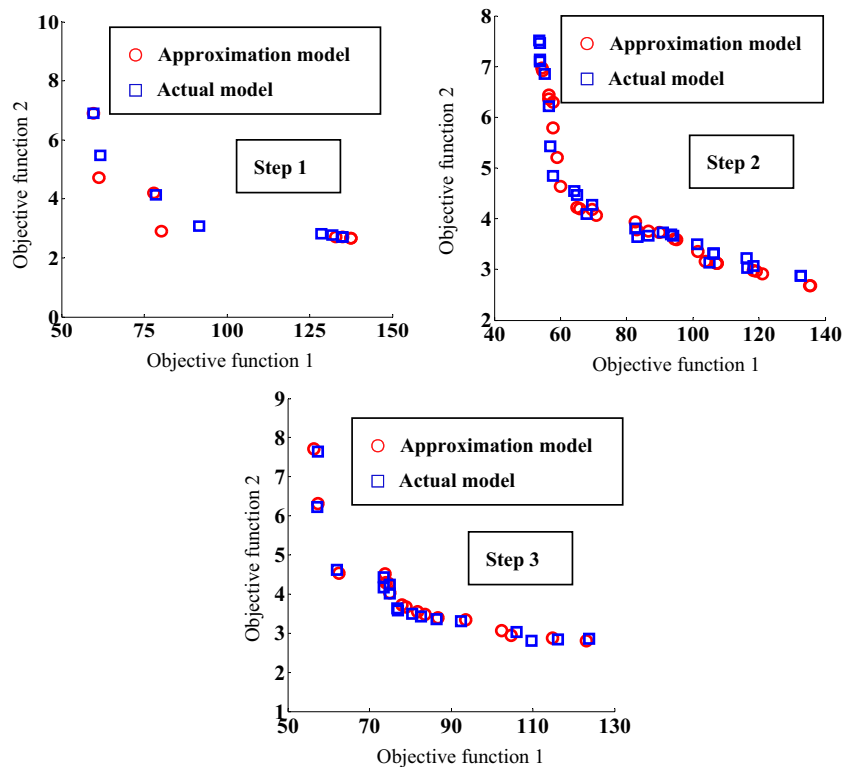 10
8
6
4
2
0
50
75
100
125
150
Objective function 2
Objective function 1
Approximation model
Actual model
Step 1
8
7
6
5
4
3
2
40
60
80
100
120
140
Objective function 2
Objective function 1
Approximation model
Actual model
Step 2
9
8
7
6
5
4
3
2
1
50
70
90
110
130
Objective function 2
Objective function 1
Approximation model
Actual model
Step 3